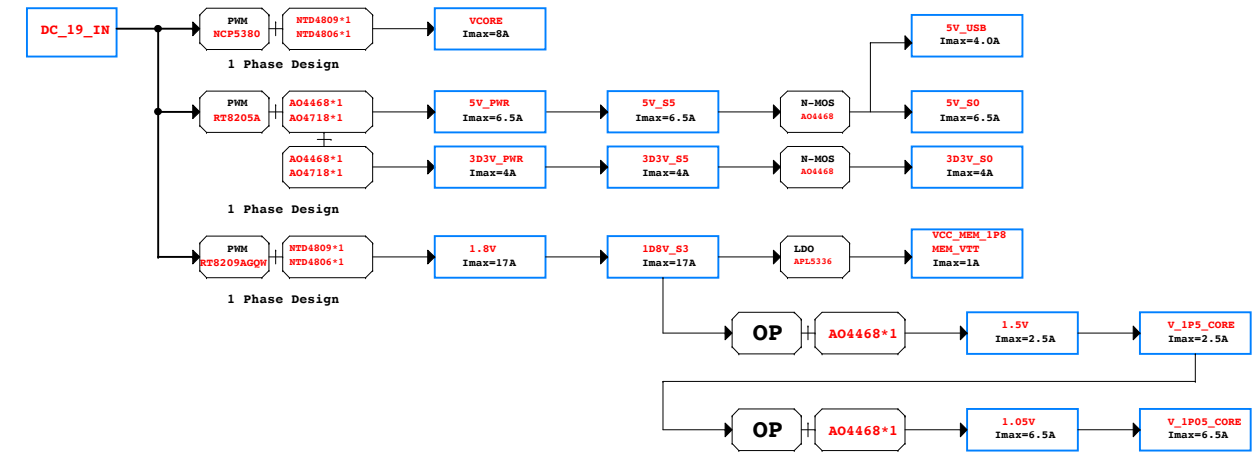 DC_19_IN
PWM
NCP5380
NTD4809*1
NTD4806*1
VCORE
Imax=8A
1 Phase Design
5V_USB
Imax=4.0A
PWM
RT8205A
AO4468*1
AO4718*1
5V_PWR
Imax=6.5A
5V_S5
Imax=6.5A
N-MOS
AO4468
5V_S0
Imax=6.5A
AO4468*1
AO4718*1
3D3V_PWR
Imax=4A
3D3V_S5
Imax=4A
N-MOS
AO4468
3D3V_S0
Imax=4A
1 Phase Design
PWM
RT8209AGQW
NTD4809*1
NTD4806*1
1.8V
Imax=17A
1D8V_S3
Imax=17A
LDO
APL5336
VCC_MEM_1P8
MEM_VTT
Imax=1A
1 Phase Design
OP
AO4468*1
1.5V
Imax=2.5A
V_1P5_CORE
Imax=2.5A
OP
AO4468*1
1.05V
Imax=6.5A
V_1P05_CORE
Imax=6.5A